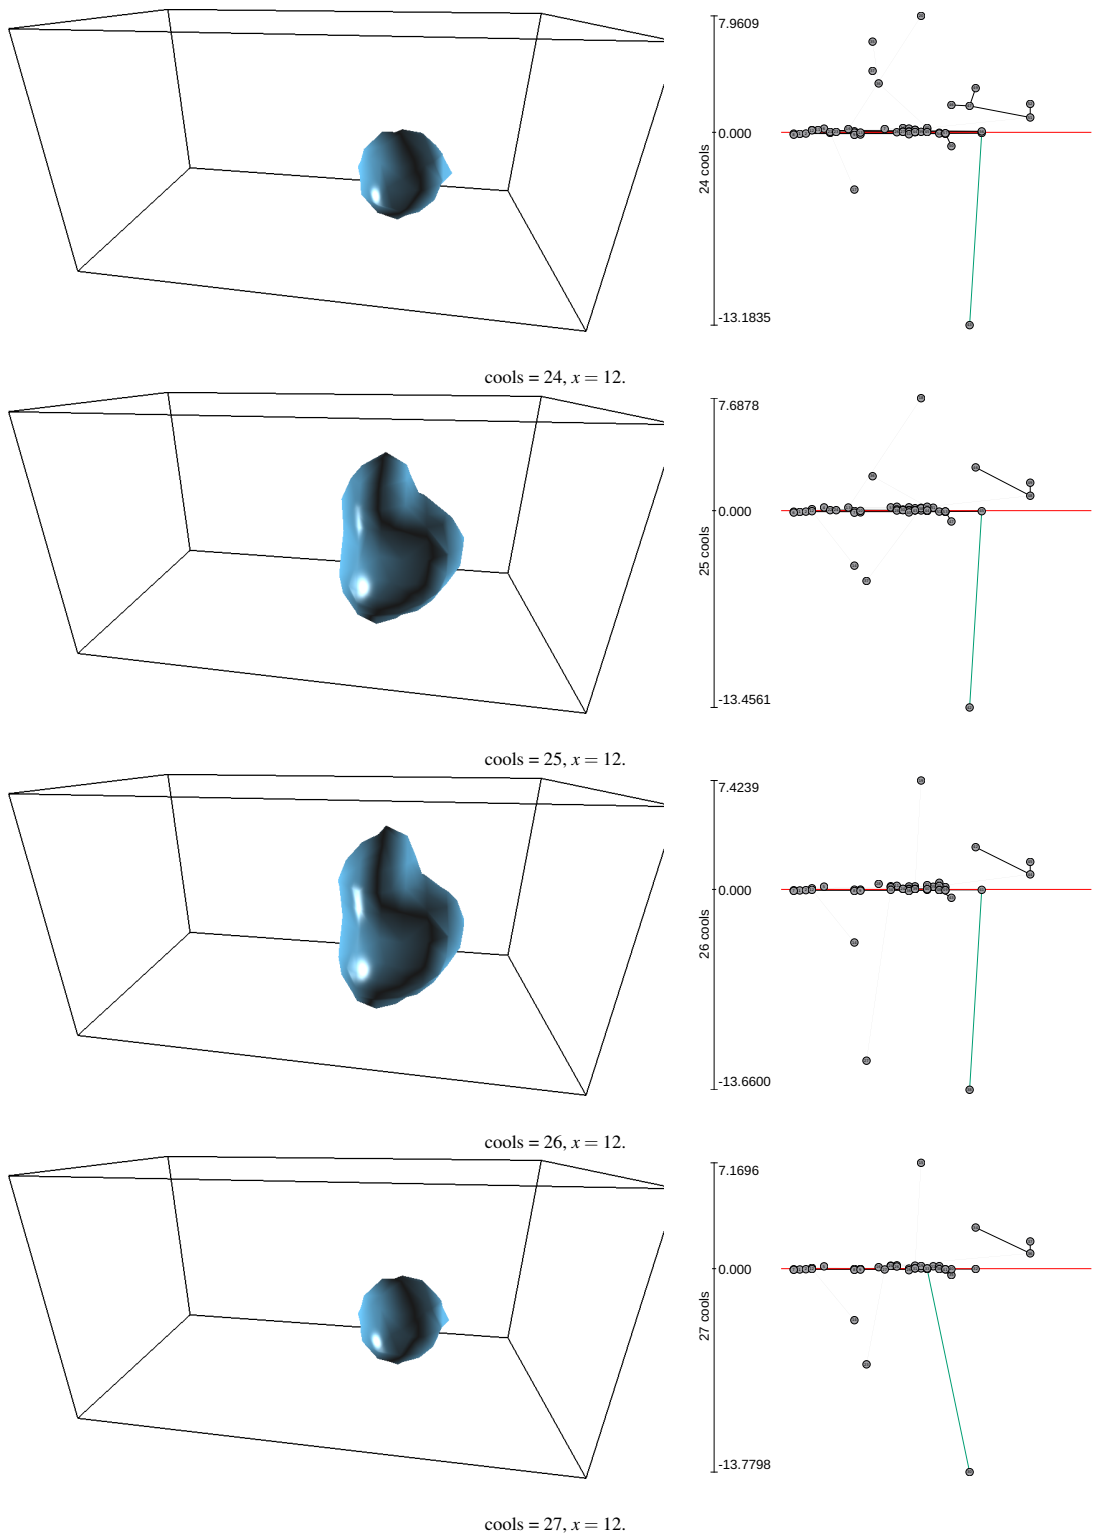 7.9609
0.000
24 cools
-13.1835
cools = 24, x = 12.
7.6878
0.000
25 cools
-13.4561
cools = 25, x = 12.
7.4239
0.000
26 cools
-13.6600
cools = 26, x = 12.
7.1696
0.000
27 cools
-13.7798
cools = 27, x = 12.